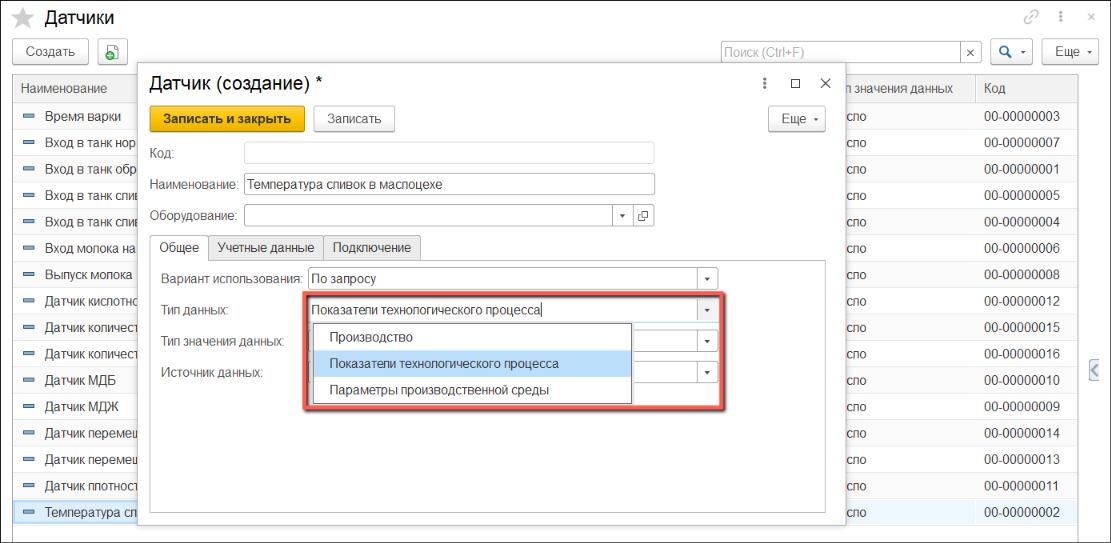 Датчики
Создать
Поиск (Ctrl+F)
Еще
Наименование
п значения данных
Код
Время варки
сло
00-00000003
Вход в танк нор
сло
00-00000007
Вход в танк обр
сло
00-00000001
Вход в танк сли
сло
00-00000005
Вход в танк сли
сло
00-00000004
Вход молока на
сло
00-00000006
Выпуск молока
сло
00-00000008
Датчик кислотно
сло
00-00000012
Датчик количест
сло
00-00000015
Датчик количест
сло
00-00000016
Датчик МДБ
сло
00-00000010
Датчик МДЖ
сло
00-00000009
Датчик перемеш
сло
00-00000014
Датчик перемеш
сло
00-00000013
Датчик плотност
сло
00-00000011
Температура сл
сло
00-00000002
Датчик (создание) *
Записать и закрыть
Записать
Еще
Код:
Наименование:
Температура сливок в маслоцехе
Оборудование:
Общее
Учетные данные
Подключение
Вариант использования:
По запросу
Тип данных:
Показатели технологического процесса
Производство
Показатели технологического процесса
Параметры производственной среды
Тип значения данных:
Источник данных: